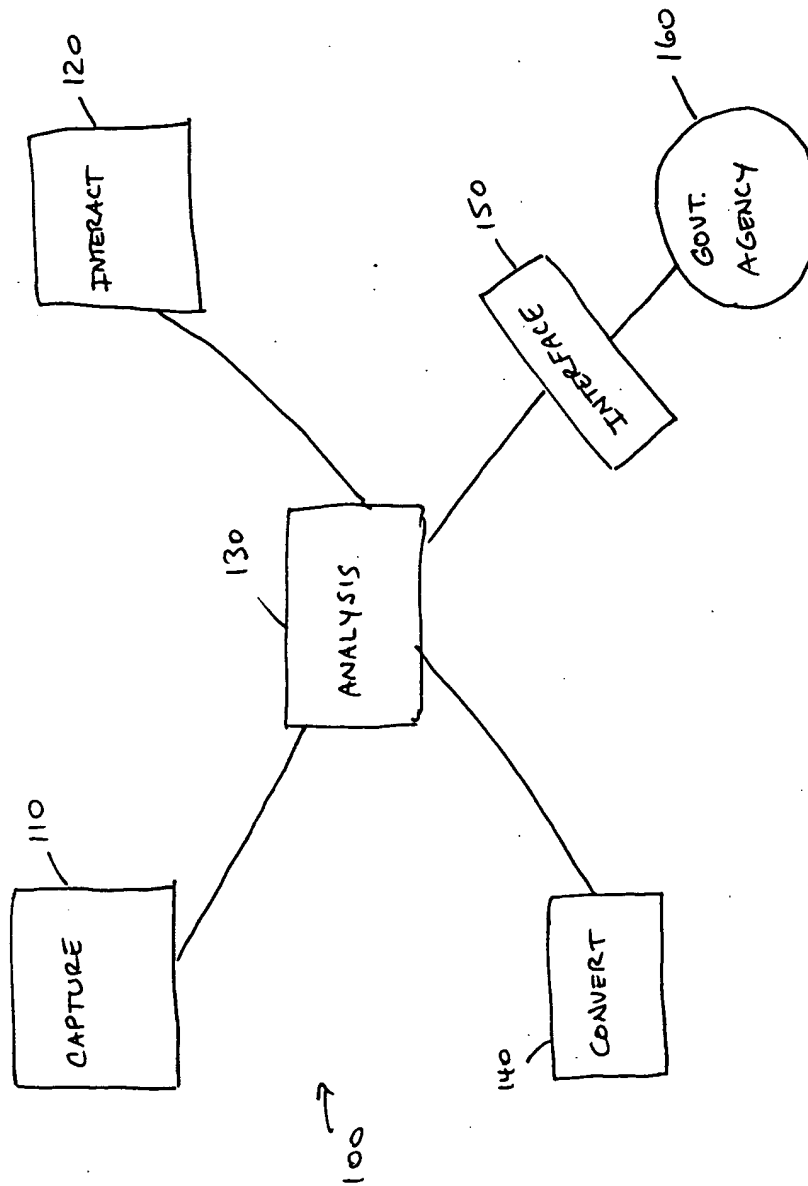 110
CAPTURE
120
INTERACT
130
ANALYSIS
150
INTERFACE
160
GOVT.
AGENCY
140
CONVERT
100